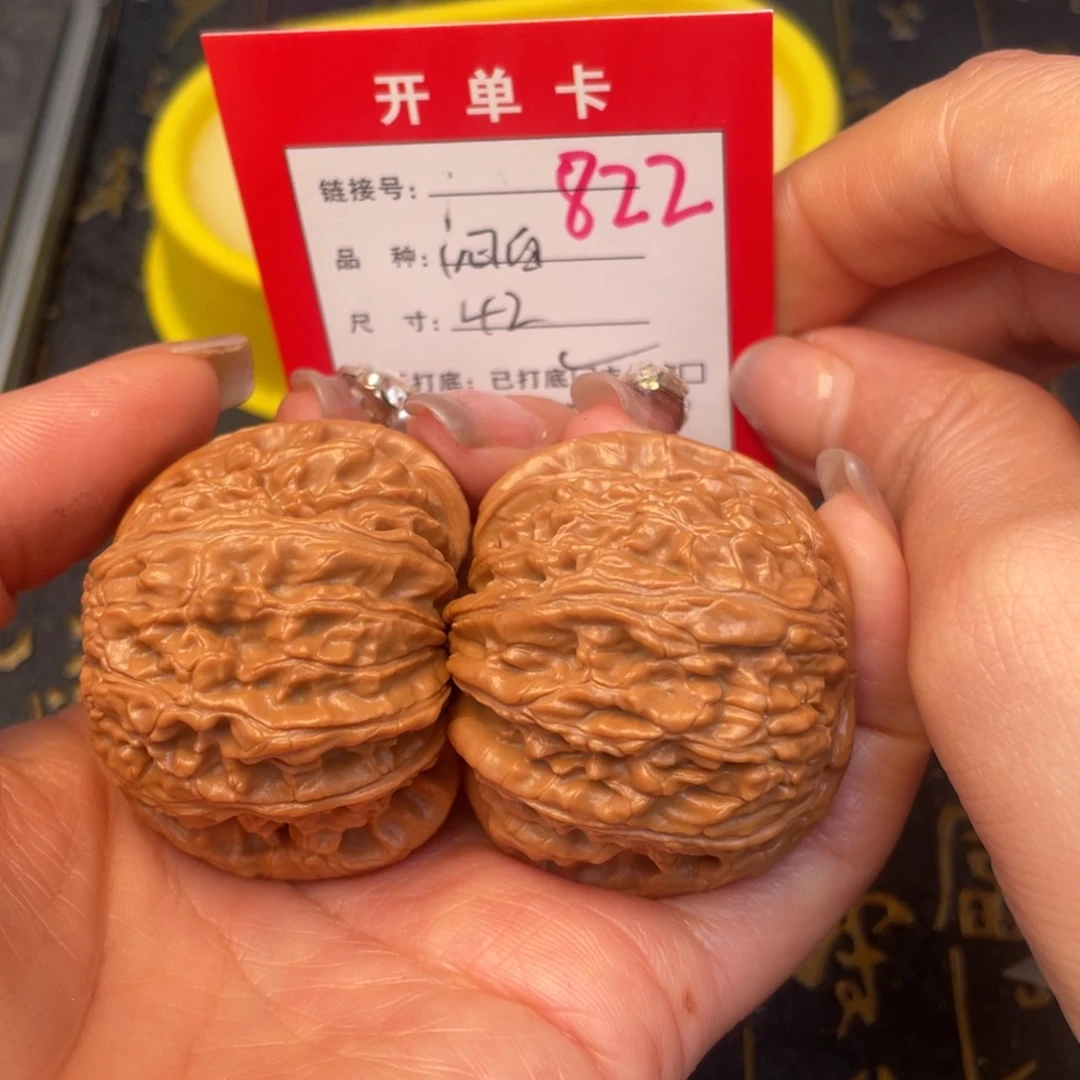 开单卡
链接号: 822
品 种:
尺 寸: 42
打底: 已打底